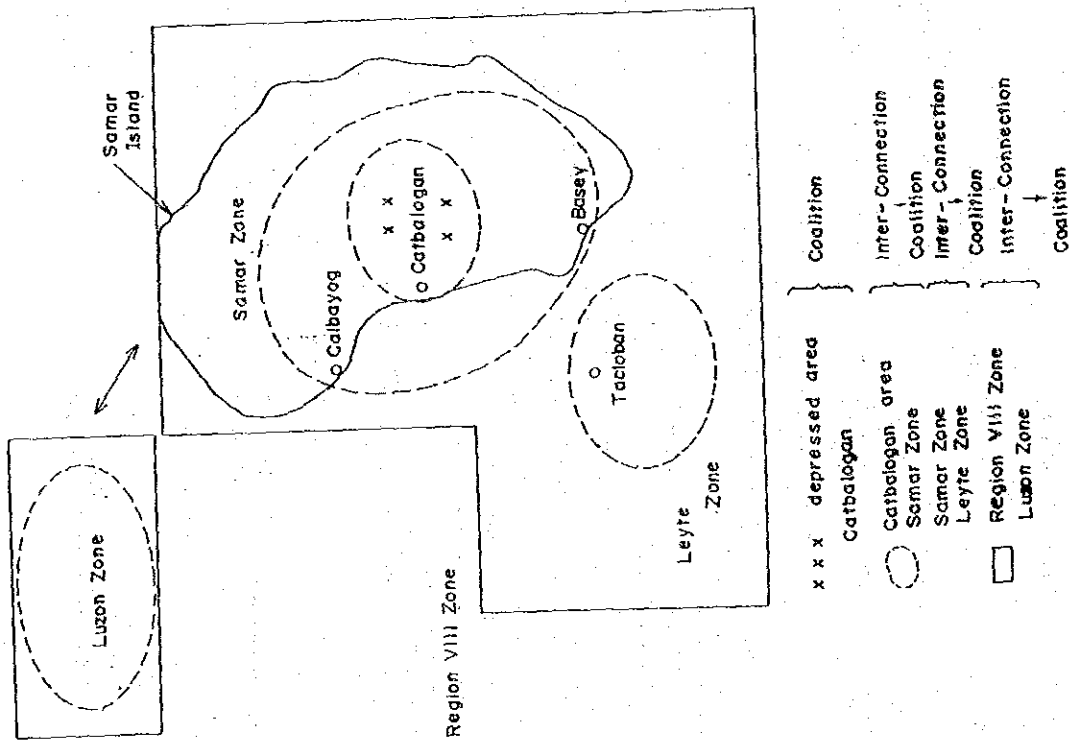 Samar
Island
Luzon Zone
Samar Zone
Calbayog
Catbalogan
x x
x x
Basey
Tacloban
Leyte
Zone
Region VIII Zone
x x x depressed area
Catbalogan
Coalition
Catbalogan area
Samar Zone
Inter-Connection
Coalition
Samar Zone
Leyte Zone
Inter-Connection
Coalition
Region VIII Zone
Luzon Zone
Inter-Connection
Coalition